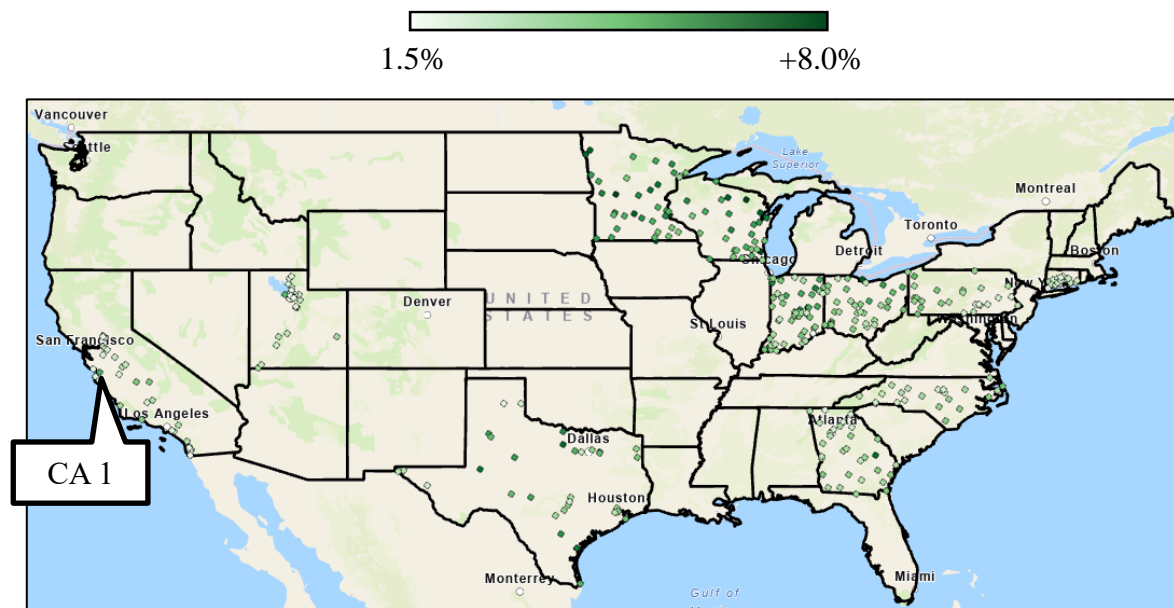 1.5% +8.0%
Vancouver
Seattle
Lake
Superior
Montreal
Toronto
Boston
Detroit
Chicago
New
UNITED
STATES
Denver
St Louis
Washington
San Francisco
Los Angeles
Atlanta
Dallas
CA 1
Houston
Monterrey
Miami
Gulf of